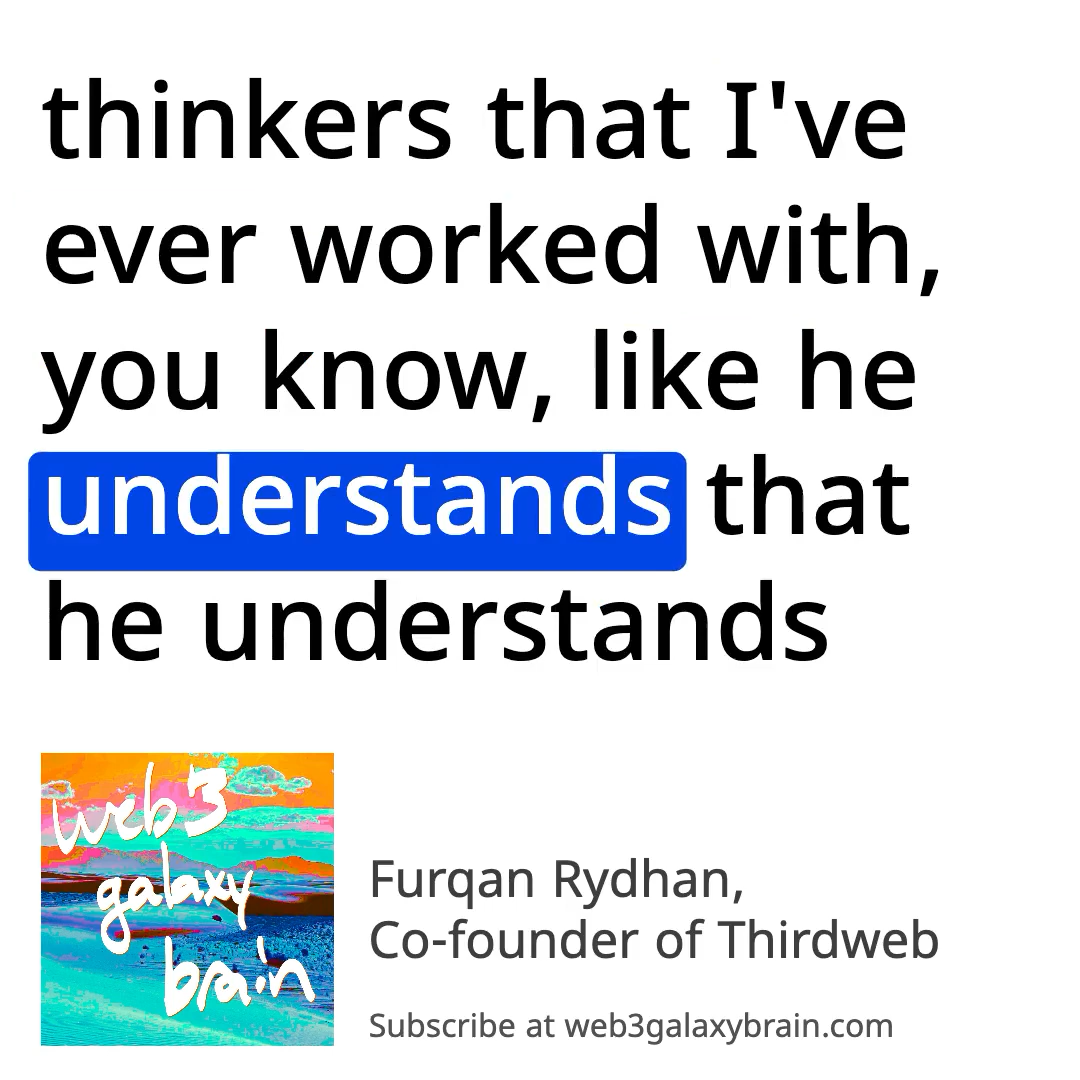 thinkers that I've
ever worked with,
you know, like he
understands that
he understands
web3
galaxy
brain
Furqan Rydhan,
Co-founder of Thirdweb
Subscribe at web3galaxybrain.com